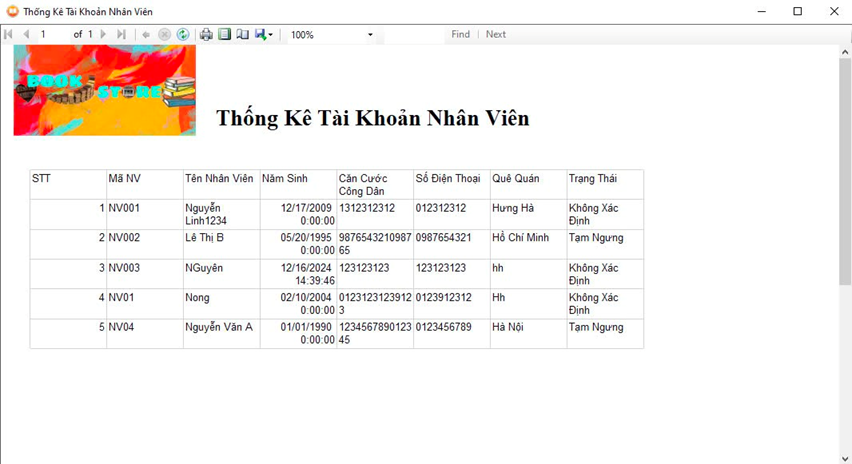 Thống Kê Tài Khoản Nhân Viên
1 of 1 100% Find | Next
BOOK
STORE
Thống Kê Tài Khoản Nhân Viên
STT Mã NV Tên Nhân Viên Năm Sinh Căn Cước Công Dân Số Điện Thoại Quê Quán Trạng Thái
1 NV001 Nguyễn Linh1234 12/17/2009 0:00:00 1312312312 012312312 Hưng Hà Không Xác Định
2 NV002 Lê Thị B 05/20/1995 0:00:00 987654321098765 0987654321 Hồ Chí Minh Tạm Ngưng
3 NV003 NGuyên 12/16/2024 14:39:46 123123123 123123123 hh Không Xác Định
4 NV01 Nong 02/10/2004 0:00:00 01231231239123 0123912312 Hh Không Xác Định
5 NV04 Nguyễn Văn A 01/01/1990 0:00:00 123456789012345 0123456789 Hà Nội Tạm Ngưng